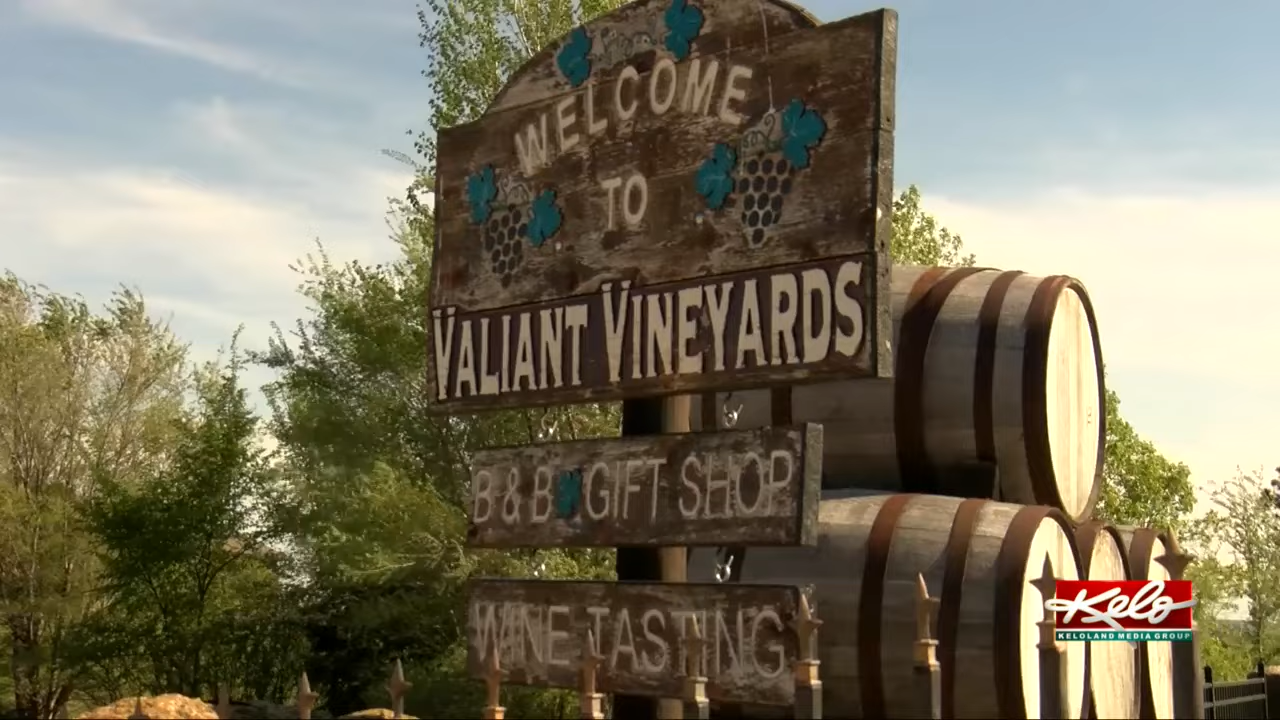 WELCOME
TO
VALIANT VINEYARDS
B & B GIFT SHOP
WINE TASTING
Kelo
KELOLAND MEDIA GROUP